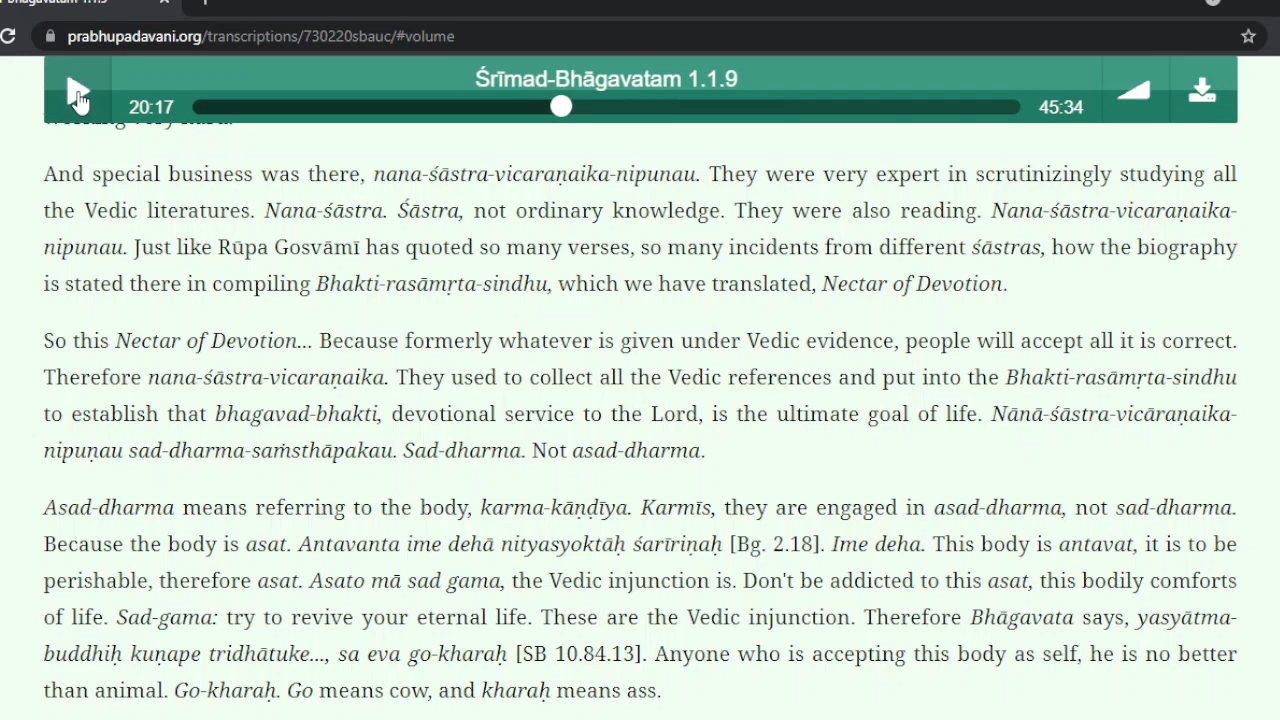 prabhupadavani.org/transcriptions/730220sbauc/#volume
Śrīmad-Bhāgavatam 1.1.9
20:17
45:34
And special business was there, nana-śāstra-vicaraṇaika-nipunau. They were very expert in scrutinizingly studying all
the Vedic literatures. Nana-śāstra. Śāstra, not ordinary knowledge. They were also reading. Nana-śāstra-vicaraṇaika-
nipunau. Just like Rūpa Gosvāmī has quoted so many verses, so many incidents from different śāstras, how the biography
is stated there in compiling Bhakti-rasāmṛta-sindhu, which we have translated, Nectar of Devotion.
So this Nectar of Devotion... Because formerly whatever is given under Vedic evidence, people will accept all it is correct.
Therefore nana-śāstra-vicaraṇaika. They used to collect all the Vedic references and put into the Bhakti-rasāmṛta-sindhu
to establish that bhagavad-bhakti, devotional service to the Lord, is the ultimate goal of life. Nānā-śāstra-vicāraṇaika-
nipuṇau sad-dharma-saṁsthāpakau. Sad-dharma. Not asad-dharma.
Asad-dharma means referring to the body, karma-kāṇḍīya. Karmīs, they are engaged in asad-dharma, not sad-dharma.
Because the body is asat. Antavanta ime dehā nityasyoktāḥ śarīriṇaḥ [Bg. 2.18]. Ime deha. This body is antavat, it is to be
perishable, therefore asat. Asato mā sad gama, the Vedic injunction is. Don't be addicted to this asat, this bodily comforts
of life. Sad-gama: try to revive your eternal life. These are the Vedic injunction. Therefore Bhāgavata says, yasyātma-
buddhiḥ kuṇape tridhātuke..., sa eva go-kharaḥ [SB 10.84.13]. Anyone who is accepting this body as self, he is no better
than animal. Go-kharaḥ. Go means cow, and kharaḥ means ass.